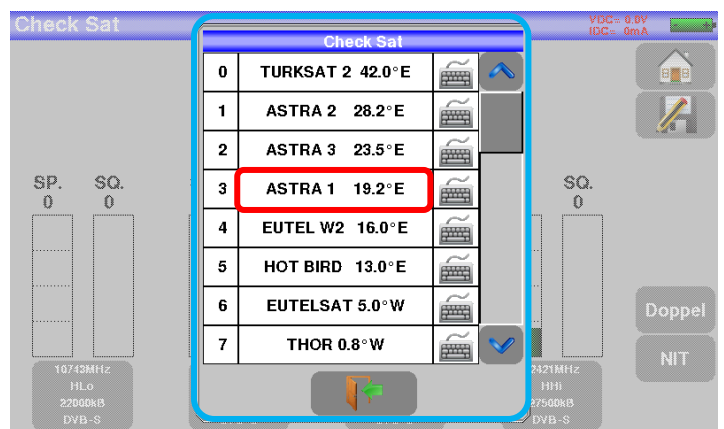 Check Sat
VDC= 0.0V
IDC= 0mA
Check Sat
0 TURKSAT 2 42.0°E
1 ASTRA 2 28.2°E
2 ASTRA 3 23.5°E
3 ASTRA 1 19.2°E
4 EUTEL W2 16.0°E
5 HOT BIRD 13.0°E
6 EUTELSAT 5.0°W
7 THOR 0.8°W
SP. SQ.
0 0
SQ.
0
Doppel
NIT
10743MHz
HLo
22000kB
DVB-S
2421MHz
HHi
27500kB
DVB-S